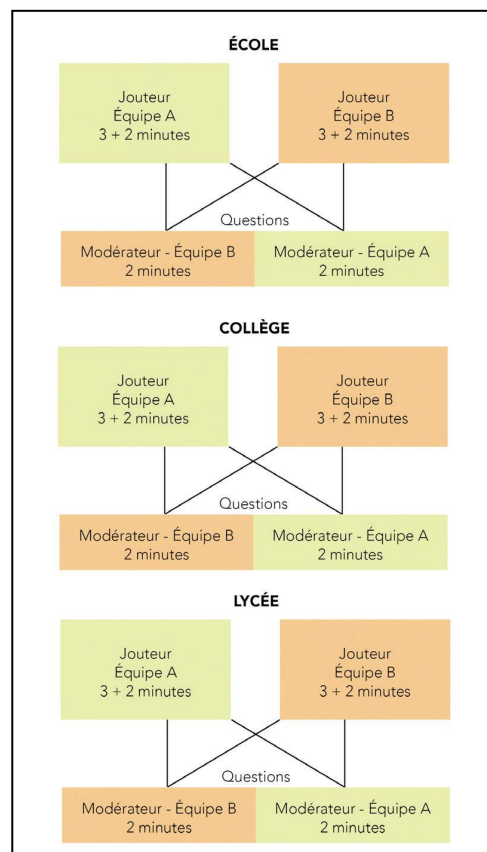 ÉCOLE
Jouteur
Équipe A
3 + 2 minutes
Jouteur
Équipe B
3 + 2 minutes
Questions
Modérateur - Équipe B
2 minutes
Modérateur - Équipe A
2 minutes
COLLÈGE
Jouteur
Équipe A
3 + 2 minutes
Jouteur
Équipe B
3 + 2 minutes
Questions
Modérateur - Équipe B
2 minutes
Modérateur - Équipe A
2 minutes
LYCÉE
Jouteur
Équipe A
3 + 2 minutes
Jouteur
Équipe B
3 + 2 minutes
Questions
Modérateur - Équipe B
2 minutes
Modérateur - Équipe A
2 minutes